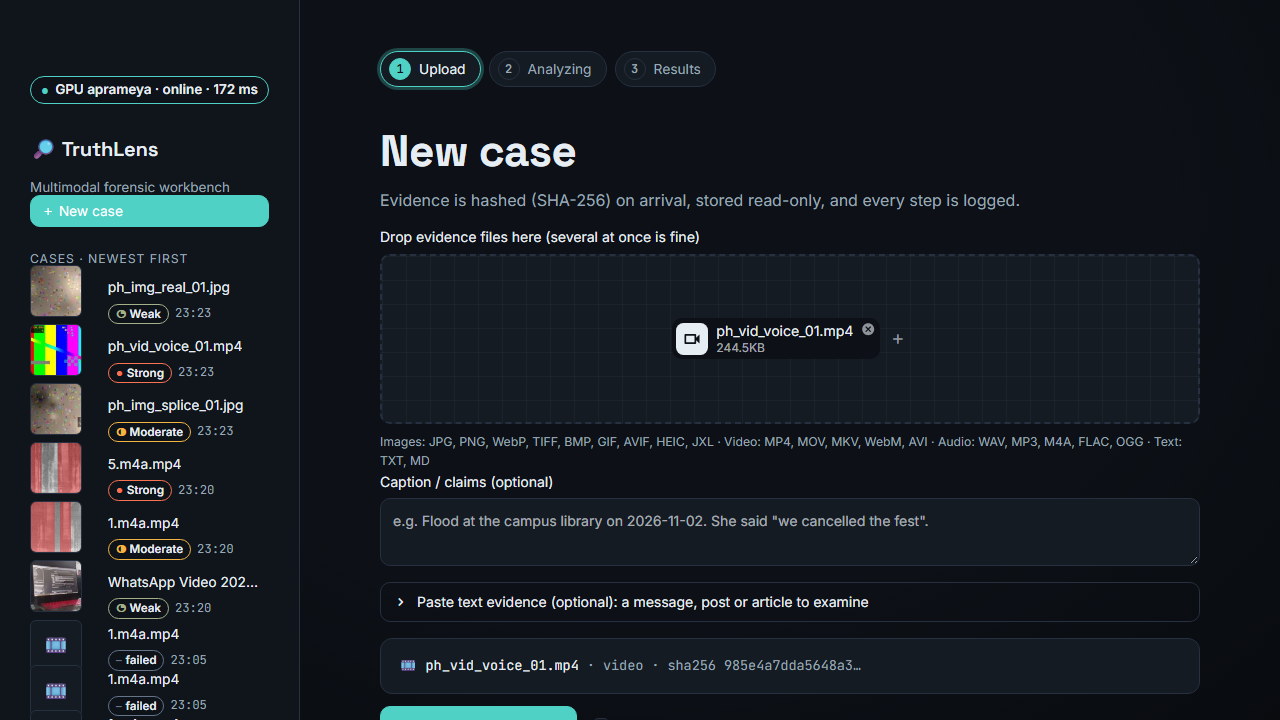 GPU aprameya · online · 172 ms
TruthLens
Multimodal forensic workbench
+ New case
CASES · NEWEST FIRST
ph_img_real_01.jpg
Weak 23:23
ph_vid_voice_01.mp4
Strong 23:23
ph_img_splice_01.jpg
Moderate 23:23
5.m4a.mp4
Strong 23:20
1.m4a.mp4
Moderate 23:20
WhatsApp Video 202...
Weak 23:20
1.m4a.mp4
– failed 23:05
1.m4a.mp4
– failed 23:05
1 Upload
2 Analyzing
3 Results
New case
Evidence is hashed (SHA-256) on arrival, stored read-only, and every step is logged.
Drop evidence files here (several at once is fine)
ph_vid_voice_01.mp4
244.5KB
+
Images: JPG, PNG, WebP, TIFF, BMP, GIF, AVIF, HEIC, JXL · Video: MP4, MOV, MKV, WebM, AVI · Audio: WAV, MP3, M4A, FLAC, OGG · Text:
TXT, MD
Caption / claims (optional)
e.g. Flood at the campus library on 2026-11-02. She said "we cancelled the fest".
Paste text evidence (optional): a message, post or article to examine
ph_vid_voice_01.mp4 · video · sha256 985e4a7dda5648a3…